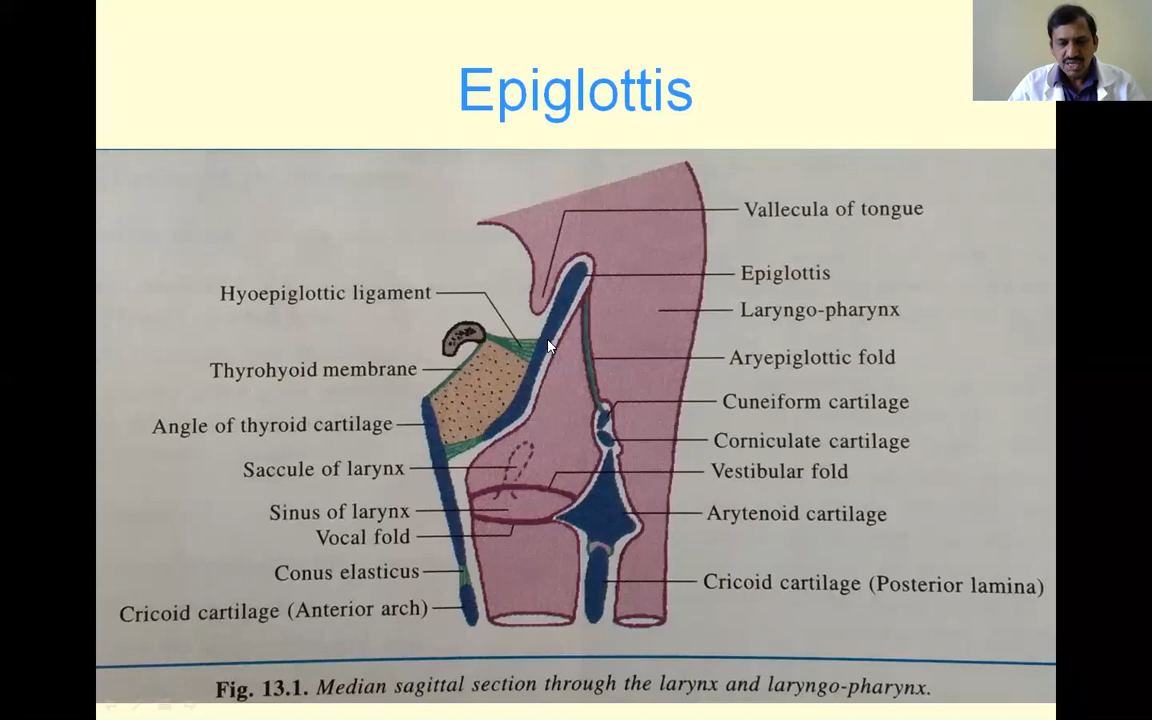 Epiglottis
Vallecula of tongue
Epiglottis
Hyoepiglottic ligament
Laryngo-pharynx
Aryepiglottic fold
Thyrohyoid membrane
Cuneiform cartilage
Angle of thyroid cartilage
Corniculate cartilage
Saccule of larynx
Vestibular fold
Sinus of larynx
Arytenoid cartilage
Vocal fold
Conus elasticus
Cricoid cartilage (Posterior lamina)
Cricoid cartilage (Anterior arch)
Fig. 13.1. Median sagittal section through the larynx and laryngo-pharynx.